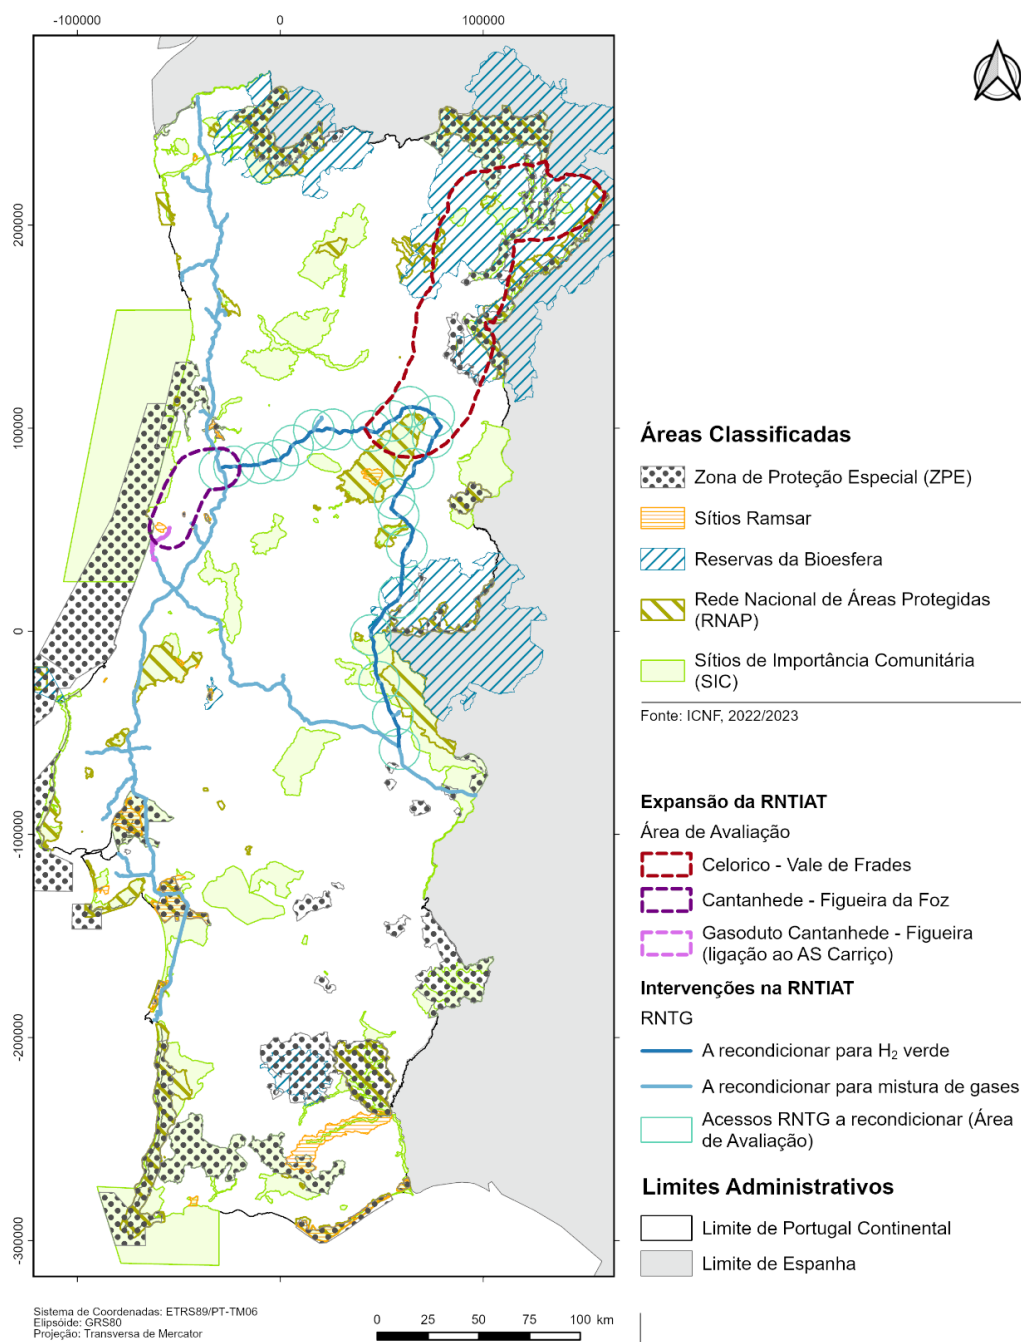 -100000 0 100000
200000
100000
0
-100000
-200000
-300000
Áreas Classificadas
Zona de Proteção Especial (ZPE)
Sítios Ramsar
Reservas da Bioesfera
Rede Nacional de Áreas Protegidas
(RNAP)
Sítios de Importância Comunitária
(SIC)
Fonte: ICNF, 2022/2023
Expansão da RNTIAT
Área de Avaliação
Celorico - Vale de Frades
Cantanhede - Figueira da Foz
Gasoduto Cantanhede - Figueira
(ligação ao AS Carriço)
Intervenções na RNTIAT
RNTG
A recondicionar para H₂ verde
A recondicionar para mistura de gases
Acessos RNTG a recondicionar (Área
de Avaliação)
Limites Administrativos
Limite de Portugal Continental
Limite de Espanha
Sistema de Coordenadas: ETRS89/PT-TM06
Elipsóide: GRS80
Projeção: Transversa de Mercator
0 25 50 75 100 km